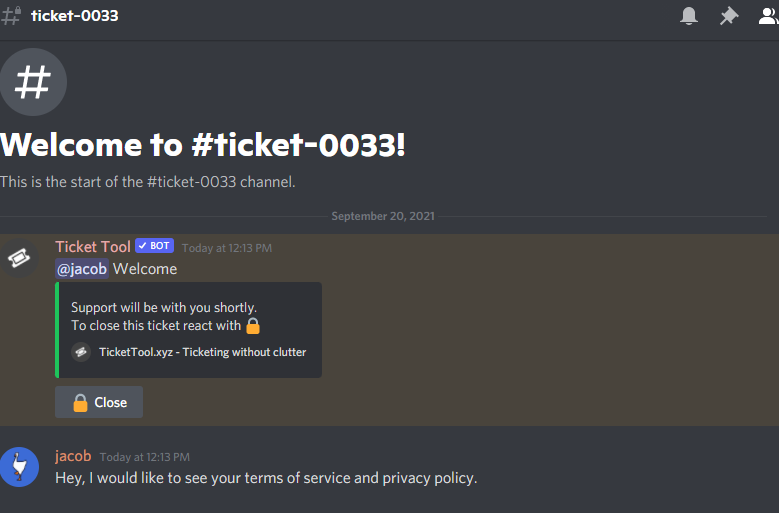 ticket-0033
Welcome to #ticket-0033!
This is the start of the #ticket-0033 channel.
September 20, 2021
Ticket Tool ✓ BOT Today at 12:13 PM
@jacob Welcome
Support will be with you shortly.
To close this ticket react with 🔒
TicketTool.xyz - Ticketing without clutter
🔒 Close
jacob Today at 12:13 PM
Hey, I would like to see your terms of service and privacy policy.